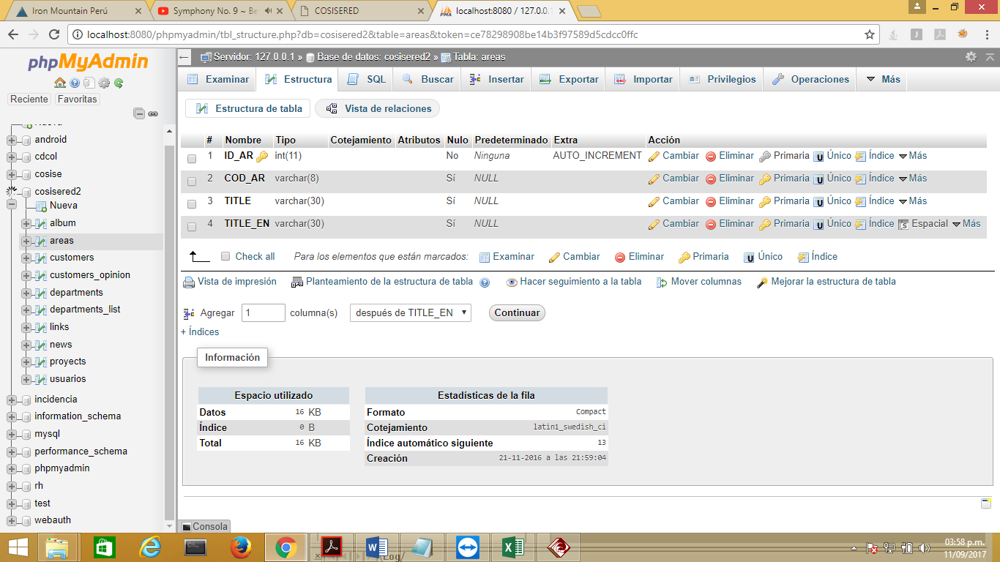 Iron Mountain Perú
Symphony No. 9 ~ Be
COSISERED
localhost:8080 / 127.0.0.1
localhost:8080/phpmyadmin/tbl_structure.php?db=cosisered2&table=areas&token=ce78298908be14b3f97589d5cdcc0ffc
phpMyAdmin
Reciente Favoritas
Nueva
android
cdcol
cosise
cosisered2
Nueva
album
areas
customers
customers_opinion
departments
departments_list
links
news
proyects
usuarios
incidencia
information_schema
mysql
performance_schema
phpmyadmin
rh
test
webauth
Servidor: 127.0.0.1 » Base de datos: cosisered2 » Tabla: areas
Examinar Estructura SQL Buscar Insertar Exportar Importar Privilegios Operaciones Más
Estructura de tabla Vista de relaciones
# Nombre Tipo Cotejamiento Atributos Nulo Predeterminado Extra Acción
1 ID_AR int(11) No Ninguna AUTO_INCREMENT Cambiar Eliminar Primaria Único Índice Más
2 COD_AR varchar(8) Sí NULL Cambiar Eliminar Primaria Único Índice Más
3 TITLE varchar(30) Sí NULL Cambiar Eliminar Primaria Único Índice Más
4 TITLE_EN varchar(30) Sí NULL Cambiar Eliminar Primaria Único Índice Espacial Más
Check all Para los elementos que están marcados: Examinar Cambiar Eliminar Primaria Único Índice
Vista de impresión Planteamiento de la estructura de tabla Hacer seguimiento a la tabla Mover columnas Mejorar la estructura de tabla
Agregar 1 columna(s) después de TITLE_EN Continuar
+ Índices
Información
Espacio utilizado
Datos 16 KB
Índice 0 B
Total 16 KB
Estadísticas de la fila
Formato Compact
Cotejamiento latin1_swedish_ci
Índice automático siguiente 13
Creación 21-11-2016 a las 21:59:04
Consola
\Log/
03:58 p.m.
11/09/2017